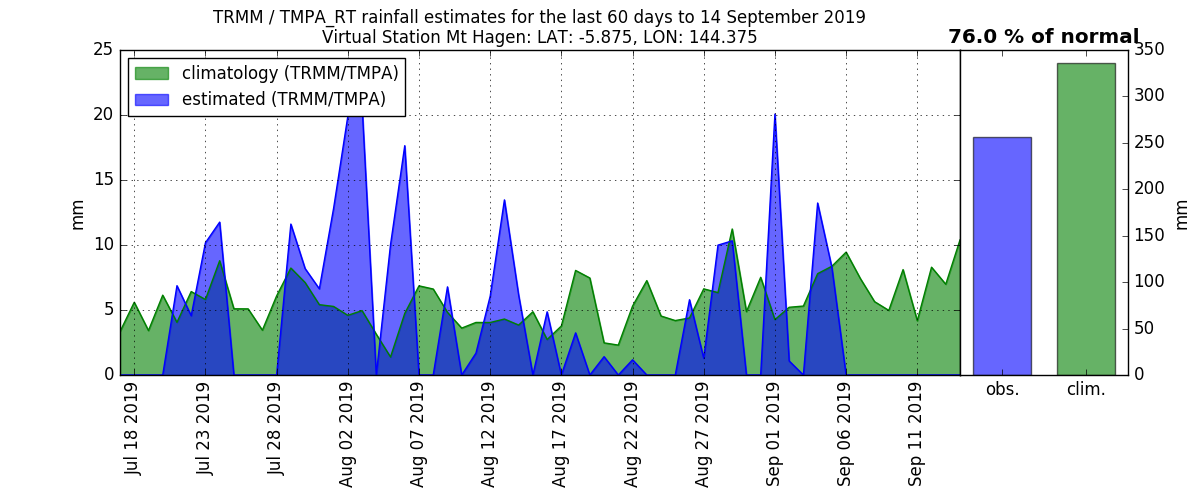 TRMM / TMPA_RT rainfall estimates for the last 60 days to 14 September 2019
Virtual Station Mt Hagen: LAT: -5.875, LON: 144.375
76.0 % of normal
climatology (TRMM/TMPA)
estimated (TRMM/TMPA)
25
20
15
10
5
0
mm
350
300
250
200
150
100
50
0
mm
Jul 18 2019
Jul 23 2019
Jul 28 2019
Aug 02 2019
Aug 07 2019
Aug 12 2019
Aug 17 2019
Aug 22 2019
Aug 27 2019
Sep 01 2019
Sep 06 2019
Sep 11 2019
obs.
clim.